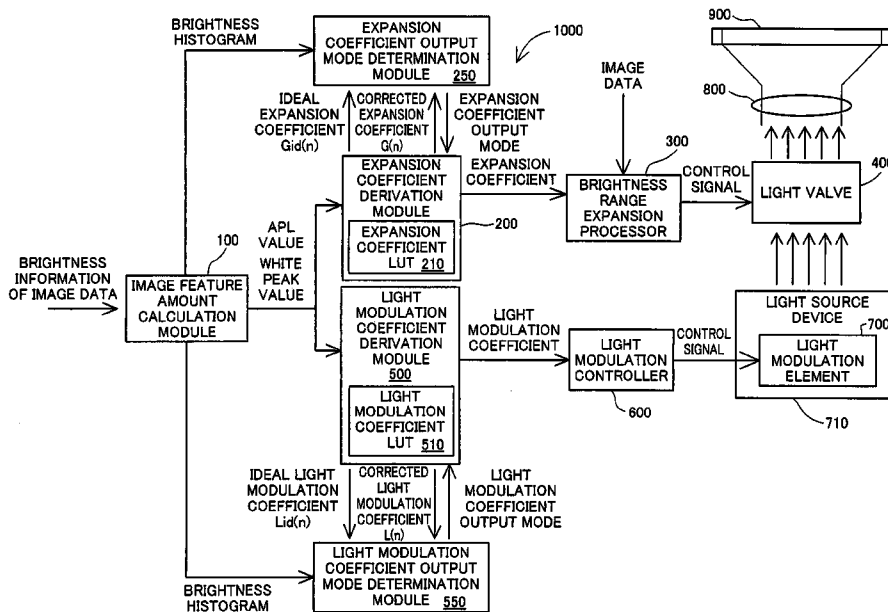 BRIGHTNESS
HISTOGRAM
EXPANSION
COEFFICIENT OUTPUT
MODE DETERMINATION
MODULE 250
1000
900
IDEAL
EXPANSION
COEFFICIENT
Gid(n)
CORRECTED
EXPANSION
COEFFICIENT
G(n)
EXPANSION
COEFFICIENT
OUTPUT
MODE
IMAGE
DATA
800
EXPANSION
COEFFICIENT
DERIVATION
MODULE
EXPANSION
COEFFICIENT
LUT 210
200
EXPANSION
COEFFICIENT
300
BRIGHTNESS
RANGE
EXPANSION
PROCESSOR
CONTROL
SIGNAL
400
LIGHT VALVE
APL
VALUE
WHITE
PEAK
VALUE
BRIGHTNESS
INFORMATION
OF IMAGE DATA
100
IMAGE FEATURE
AMOUNT
CALCULATION
MODULE
LIGHT
MODULATION
COEFFICIENT
DERIVATION
MODULE
500
LIGHT
MODULATION
COEFFICIENT
LUT 510
LIGHT
MODULATION
COEFFICIENT
LIGHT
MODULATION
CONTROLLER
600
CONTROL
SIGNAL
LIGHT SOURCE
DEVICE
700
LIGHT
MODULATION
ELEMENT
710
IDEAL LIGHT
MODULATION
COEFFICIENT
Lid(n)
CORRECTED
LIGHT
MODULATION
COEFFICIENT
L(n)
LIGHT
MODULATION
COEFFICIENT
OUTPUT MODE
LIGHT MODULATION
COEFFICIENT OUTPUT
MODE DETERMINATION
MODULE 550
BRIGHTNESS
HISTOGRAM